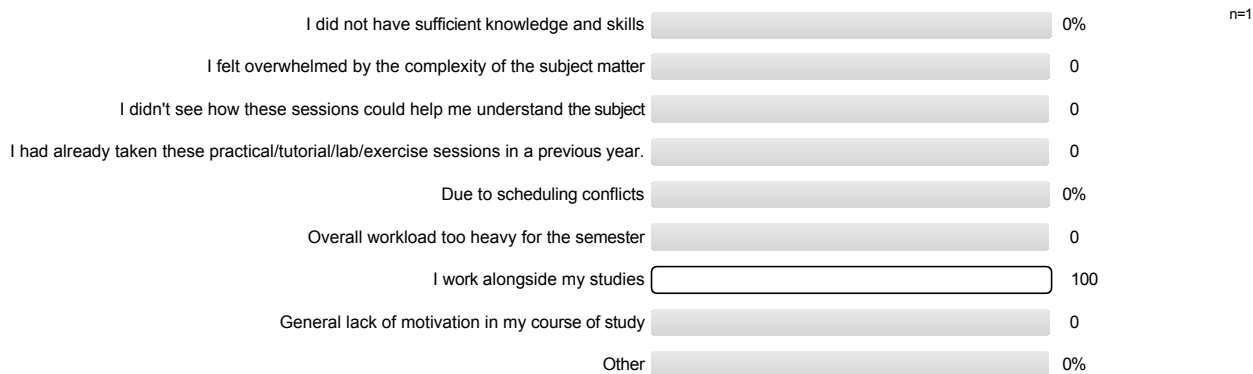 I did not have sufficient knowledge and skills 0% n=1
I felt overwhelmed by the complexity of the subject matter 0
I didn't see how these sessions could help me understand the subject 0
I had already taken these practical/tutorial/lab/exercise sessions in a previous year. 0
Due to scheduling conflicts 0%
Overall workload too heavy for the semester 0
I work alongside my studies 100
General lack of motivation in my course of study 0
Other 0%